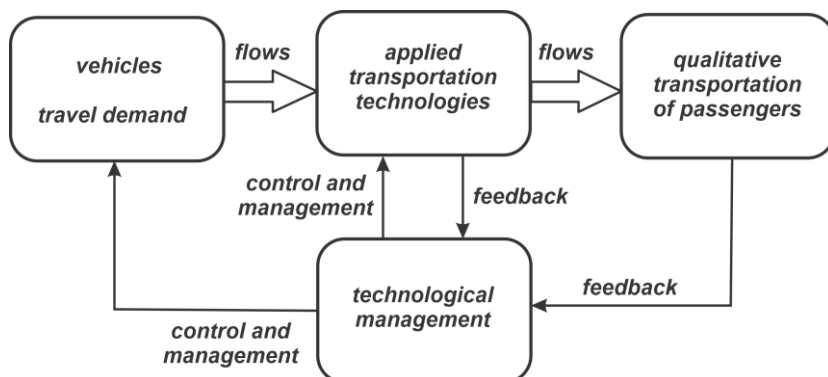 vehicles
travel demand
flows
applied
transportation
technologies
flows
qualitative
transportation
of passengers
control and
management
feedback
technological
management
feedback
control and
management